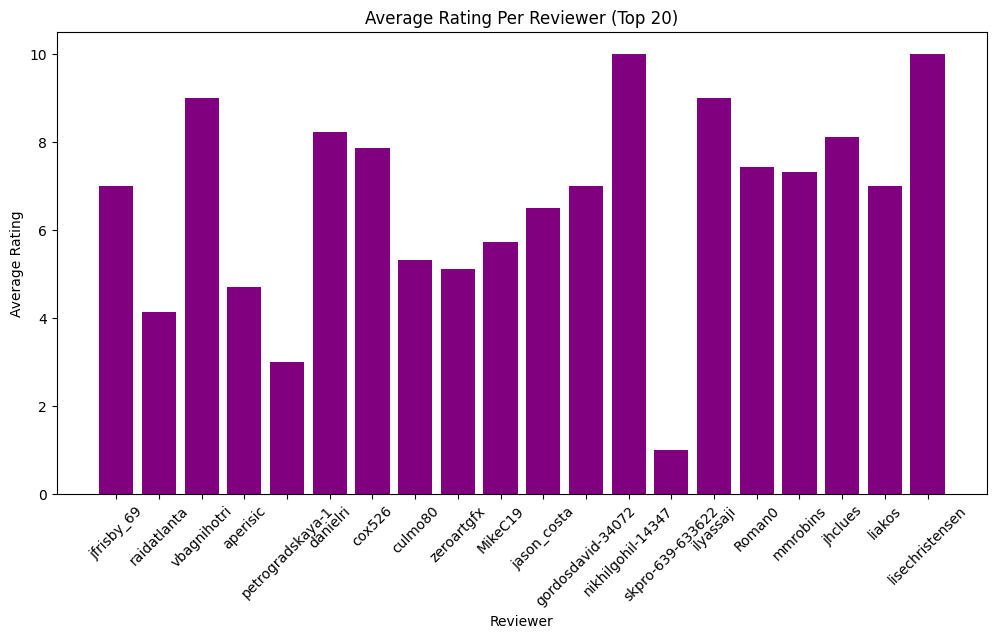 Average Rating Per Reviewer (Top 20)
Average Rating
10
8
6
4
2
0
jfrisby_69
raidatlanta
vbagnihotri
aperisic
petrogradskaya-1
danielri
cox526
culmo80
zeroartgfx
MikeC19
jason_costa
gordosdavid-34072
nikhilgohil-14347
skpro-639-633622
ilyassaji
Roman0
mmrobins
jhclues
liakos
lisechristensen
Reviewer